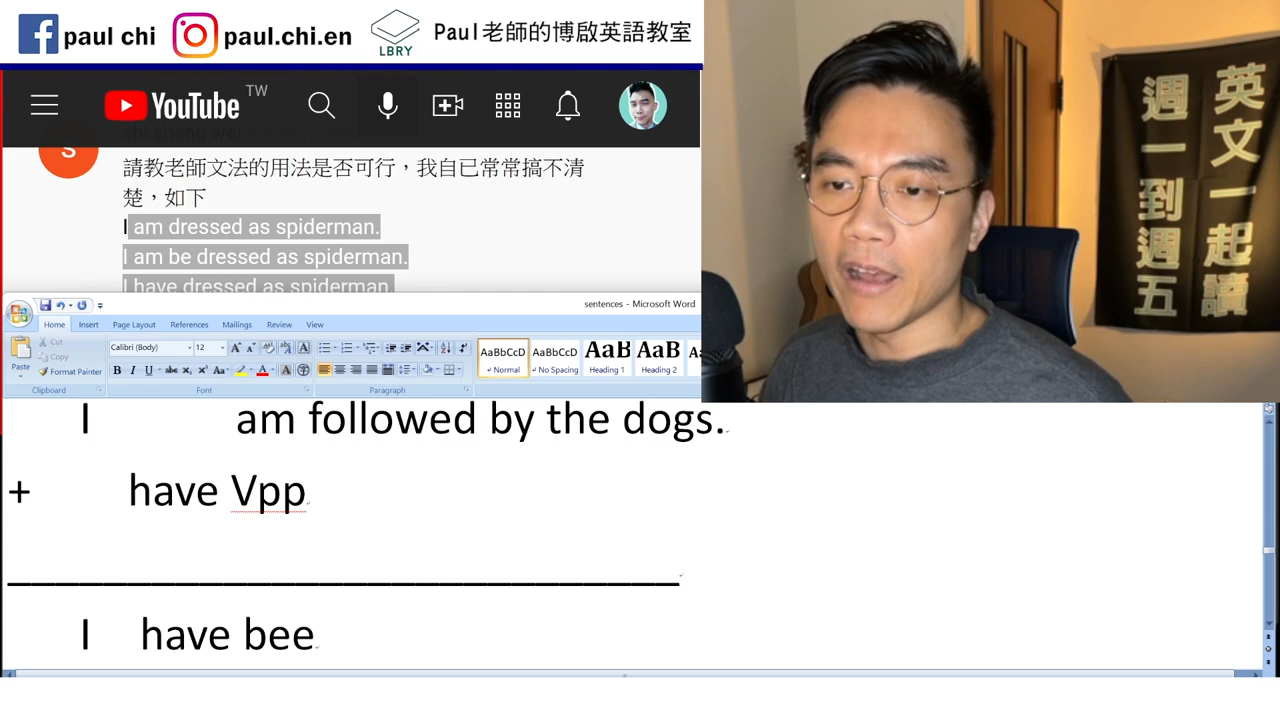 paul chi
paul.chi.en
LBRY
Paul老師的博啟英語教室
YouTube TW
S
請教老師文法的用法是否可行，我自已常常搞不清
楚，如下
I am dressed as spiderman.
I am be dressed as spiderman.
I have dressed as spiderman
sentences - Microsoft Word
Home Insert Page Layout References Mailings Review View
Paste
Cut
Copy
Format Painter
Clipboard
Calibri (Body) 12
Font
Paragraph
AaBbCcD
Normal
AaBbCcD
No Spacing
AaBb
Heading 1
AaBb
Heading 2
I am followed by the dogs.
+ have Vpp
I have bee
英文一起讀
週一到週五